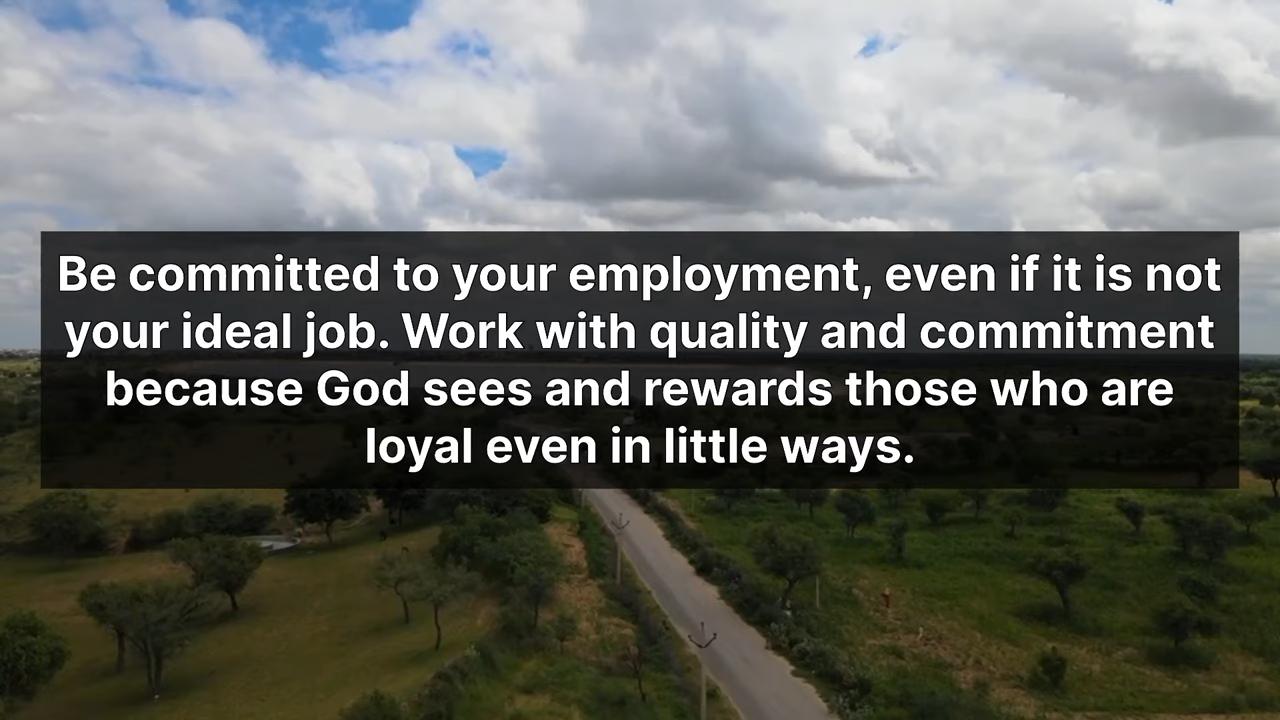 Be committed to your employment, even if it is not
your ideal job. Work with quality and commitment
because God sees and rewards those who are
loyal even in little ways.